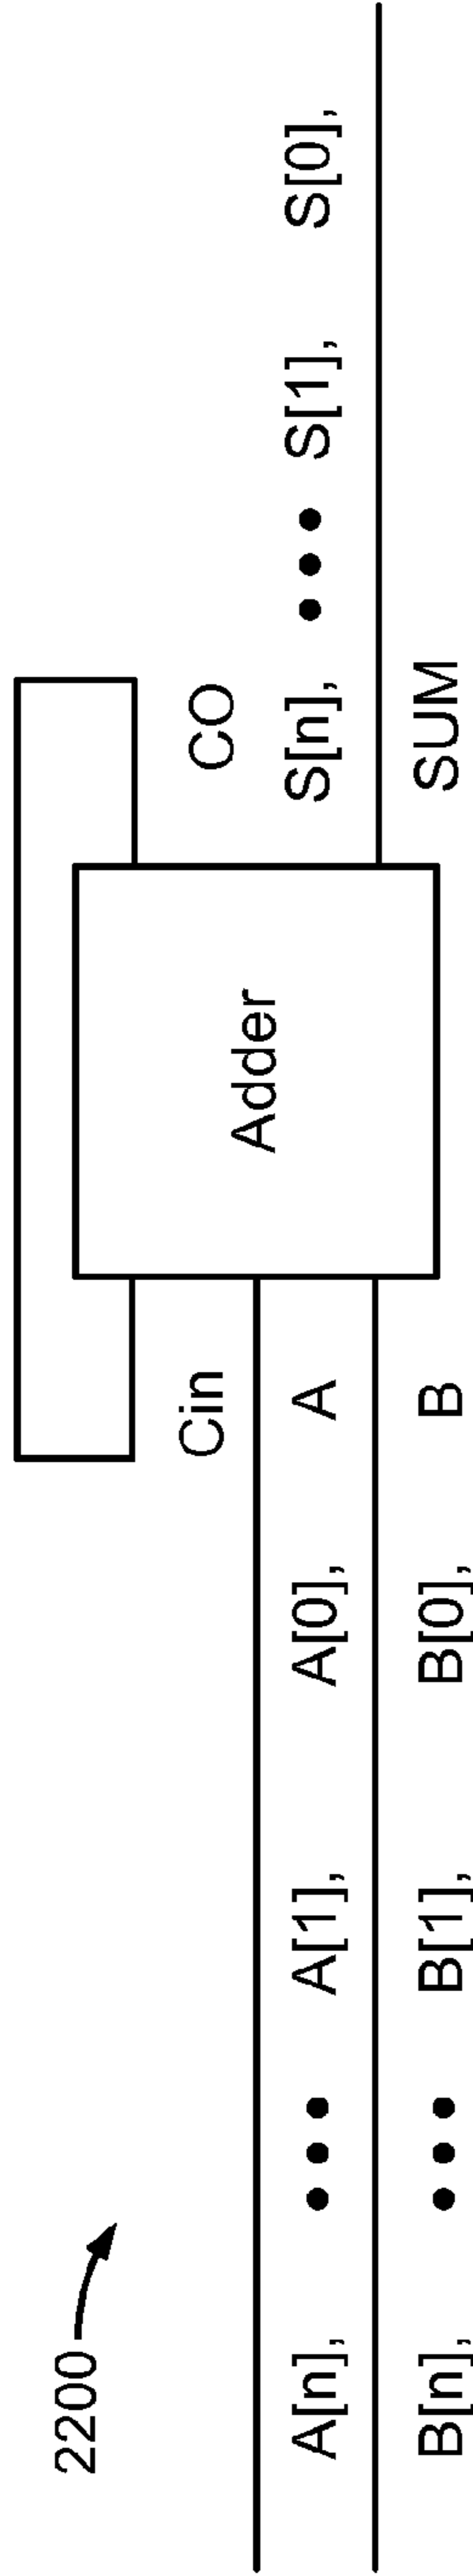 2200
Cin
CO
Adder
A[n], ••• A[1], A[0], A
S[n], ••• S[1], S[0],
B[n], ••• B[1], B[0], B
SUM